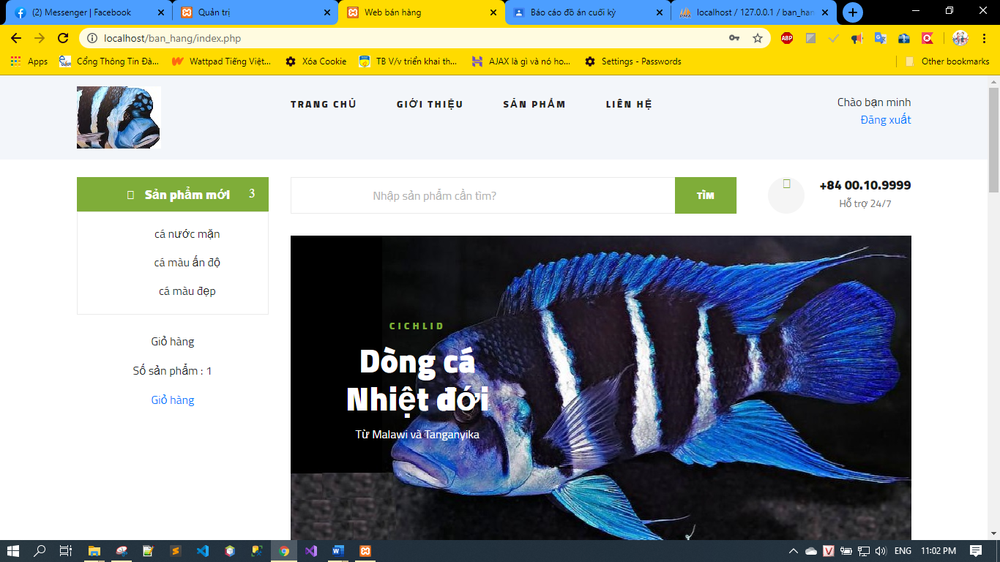 (2) Messenger | Facebook
Quản trị
Web bán hàng
Báo cáo đồ án cuối kỳ
localhost / 127.0.0.1 / ban_han
localhost/ban_hang/index.php
ABP
Apps
Cổng Thông Tin Đà...
Wattpad Tiếng Việt...
Xóa Cookie
TB V/v triển khai th...
AJAX là gì và nó ho...
Settings - Passwords
Other bookmarks
TRANG CHỦ
GIỚI THIỆU
SẢN PHẨM
LIÊN HỆ
Chào bạn minh
Đăng xuất
Sản phẩm mới
3
cá nước mặn
cá màu ấn độ
cá màu đẹp
Giỏ hàng
Số sản phẩm : 1
Giỏ hàng
Nhập sản phẩm cần tìm?
TÌM
+84 00.10.9999
Hỗ trợ 24/7
CICHLID
Dòng cá
Nhiệt đới
Từ Malawi và Tanganyika
ENG
11:02 PM